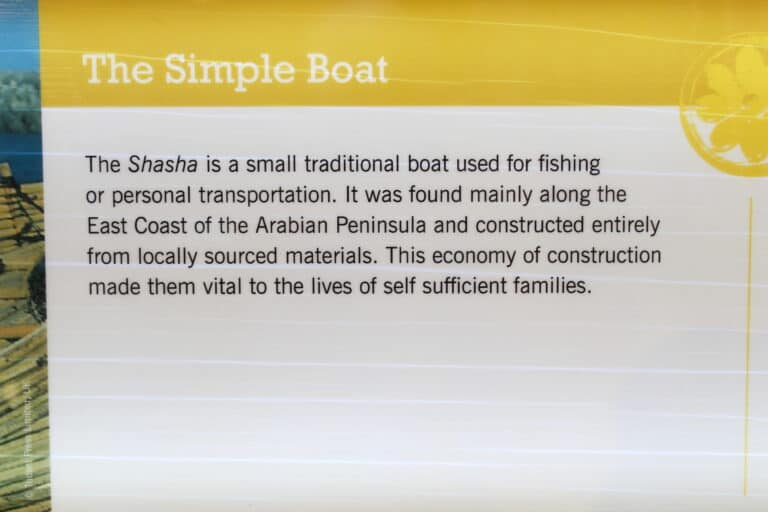 The Simple Boat
The Shasha is a small traditional boat used for fishing
or personal transportation. It was found mainly along the
East Coast of the Arabian Peninsula and constructed entirely
from locally sourced materials. This economy of construction
made them vital to the lives of self sufficient families.